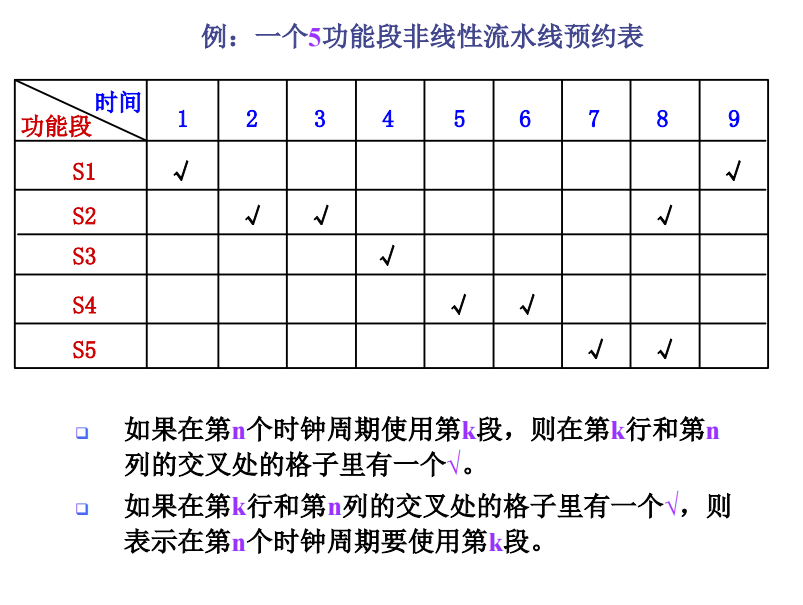 例：一个5功能段非线性流水线预约表
时间
功能段
1 2 3 4 5 6 7 8 9
S1 √ √
S2 √ √ √
S3 √
S4 √ √
S5 √ √
❑ 如果在第n个时钟周期使用第k段，则在第k行和第n
列的交叉处的格子里有一个√。
❑ 如果在第k行和第n列的交叉处的格子里有一个√，则
表示在第n个时钟周期要使用第k段。